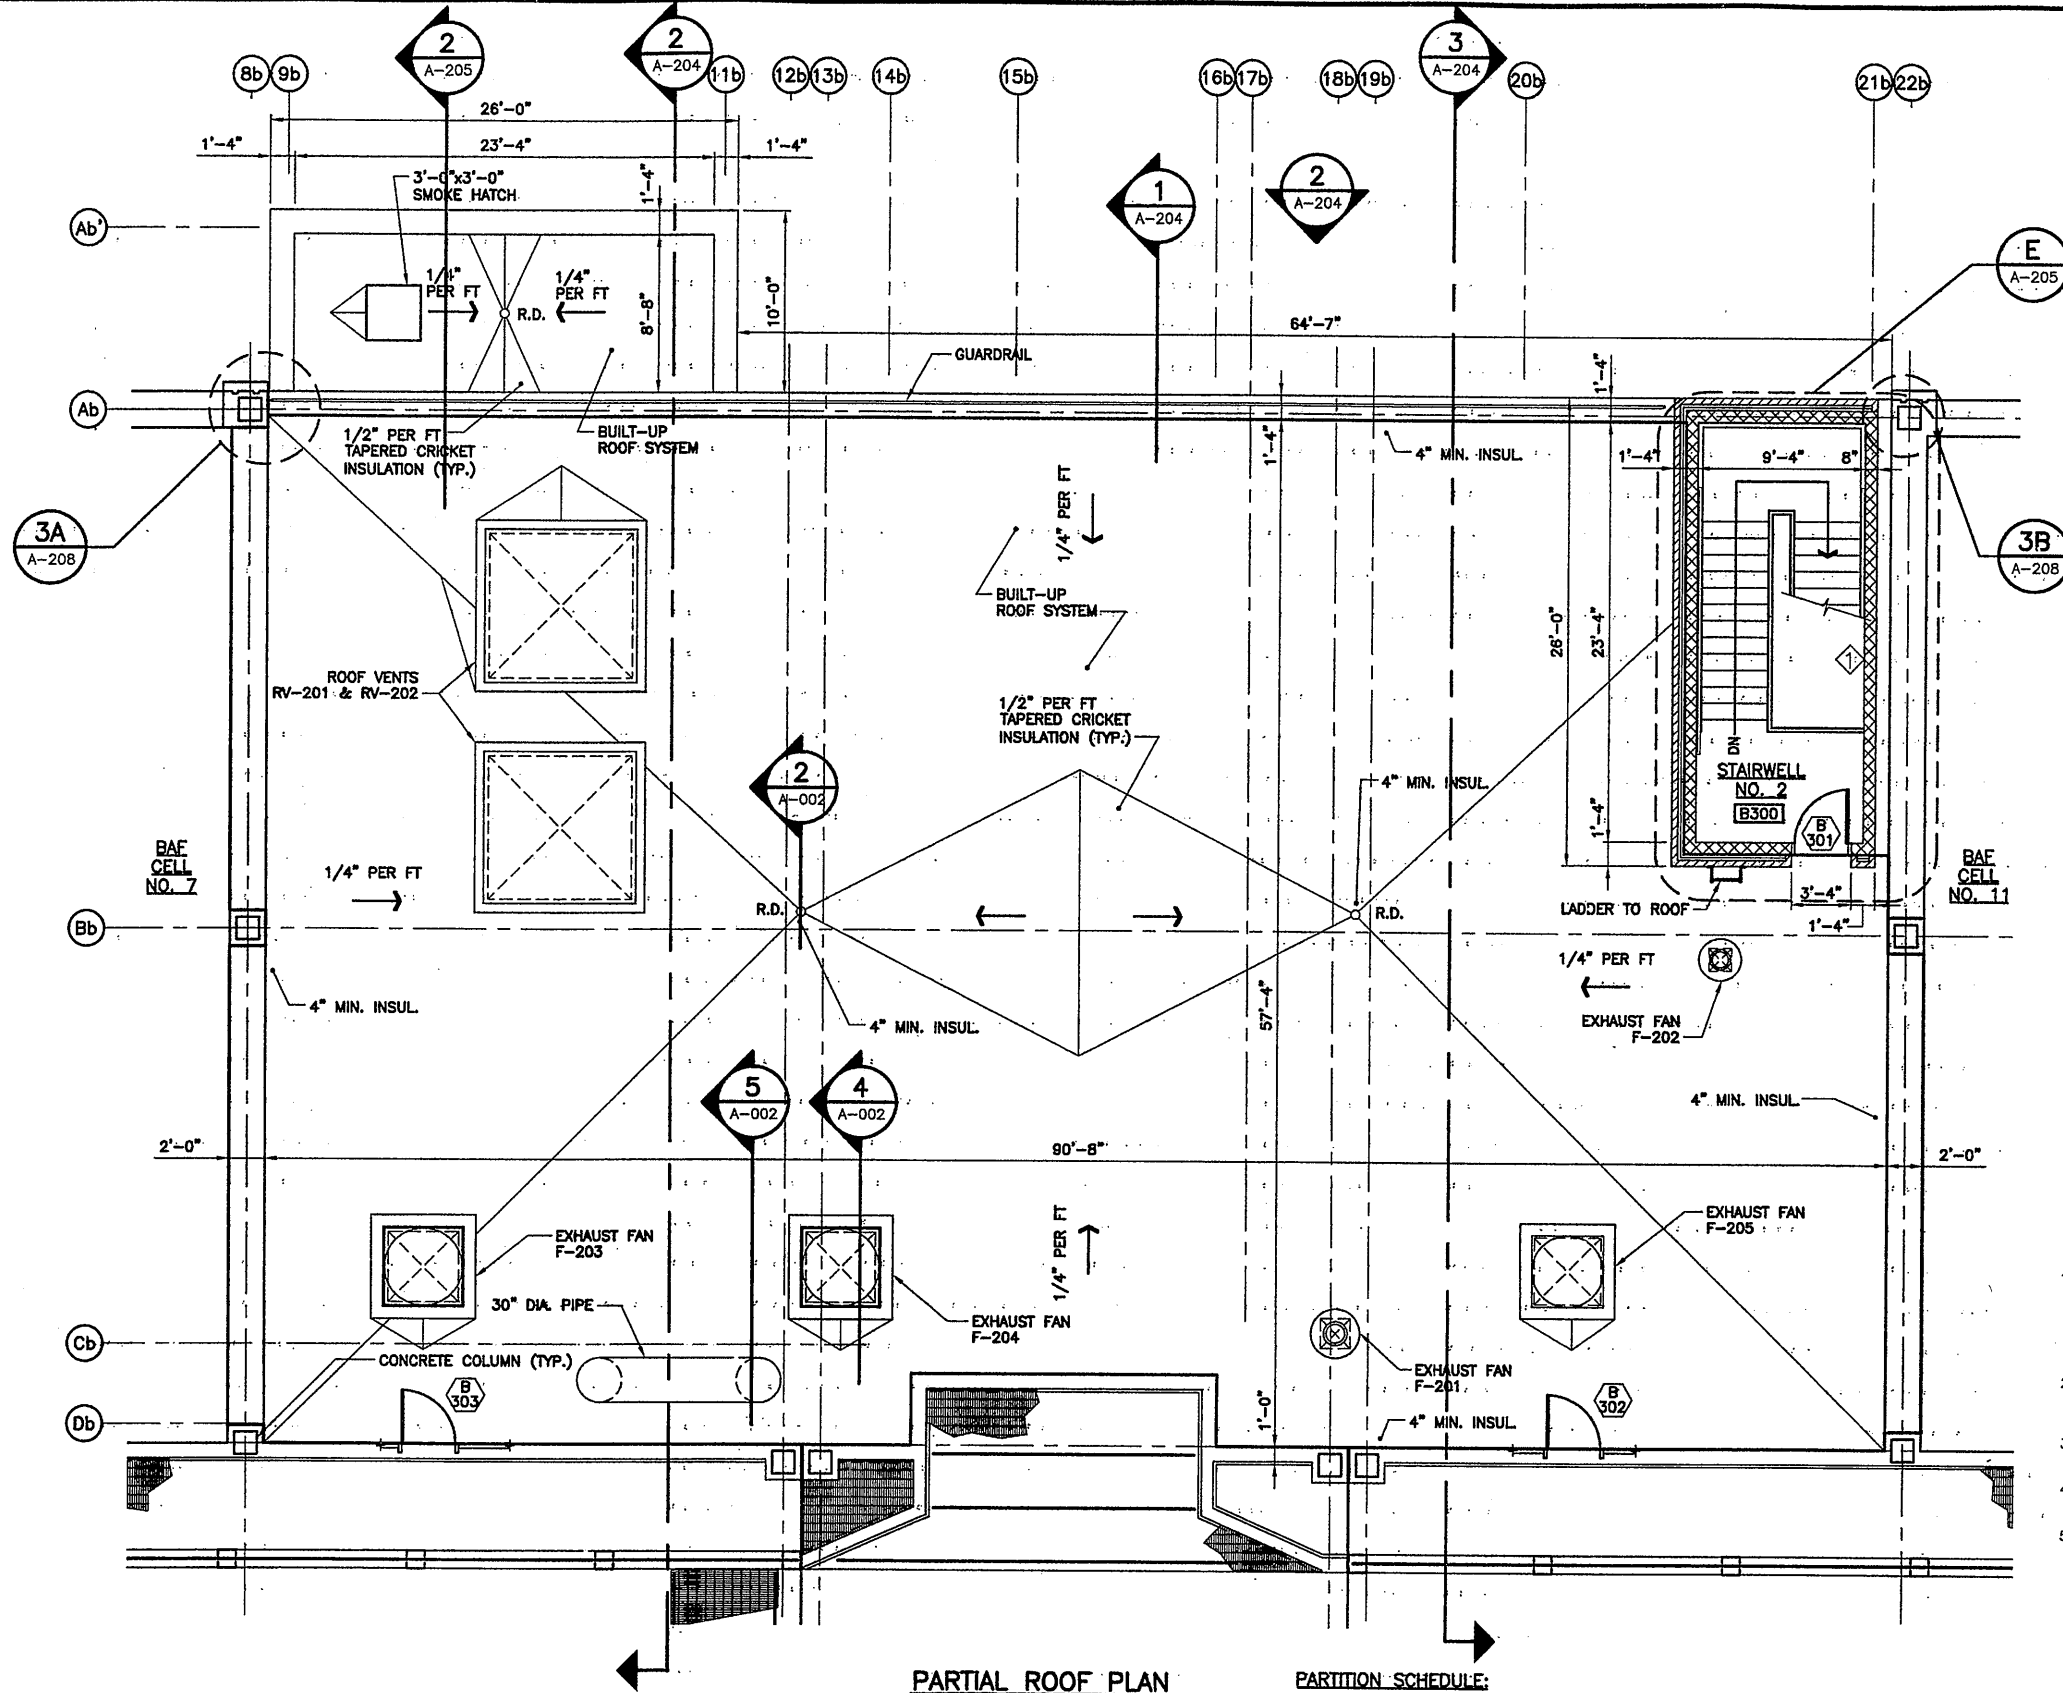 2
A-205
2
A-204
3
A-204
8b
9b
11b
12b
13b
14b
15b
16b
17b
18b
19b
20b
21b
22b
26'-0"
1'-4"
23'-4"
1'-4"
3'-0"x3'-0"
SMOKE HATCH
1'-4"
1
A-204
2
A-204
Ab'
E
A-205
1/4"
PER FT
1/4"
PER FT
R.D.
8'-8"
10'-0"
64'-7"
GUARDRAIL
1'-4"
Ab
1/2" PER FT
TAPERED CRICKET
INSULATION (TYP.)
BUILT-UP
ROOF SYSTEM
1'-4"
4" MIN. INSUL.
1'-4"
9'-4"
8"
3A
A-208
1/4" PER FT
3B
A-208
BUILT-UP
ROOF SYSTEM
26'-0"
23'-4"
1
ROOF VENTS
RV-201 & RV-202
1/2" PER FT
TAPERED CRICKET
INSULATION (TYP.)
DN
2
A-002
4" MIN. INSUL.
STAIRWELL
NO. 2
B300
1'-4"
B
301
BAF
CELL
NO. 7
1/4" PER FT
BAF
CELL
NO. 11
R.D.
R.D.
LADDER TO ROOF
3'-4"
1'-4"
Bb
1/4" PER FT
4" MIN. INSUL.
4" MIN. INSUL.
57'-4"
EXHAUST FAN
F-202
5
A-002
4
A-002
4" MIN. INSUL.
2'-0"
90'-8"
2'-0"
EXHAUST FAN
F-203
1/4" PER FT
EXHAUST FAN
F-205
30" DIA. PIPE
EXHAUST FAN
F-204
Cb
CONCRETE COLUMN (TYP.)
B
303
EXHAUST FAN
F-201
B
302
1'-0"
4" MIN. INSUL.
Db
PARTIAL ROOF PLAN
PARTITION SCHEDULE: